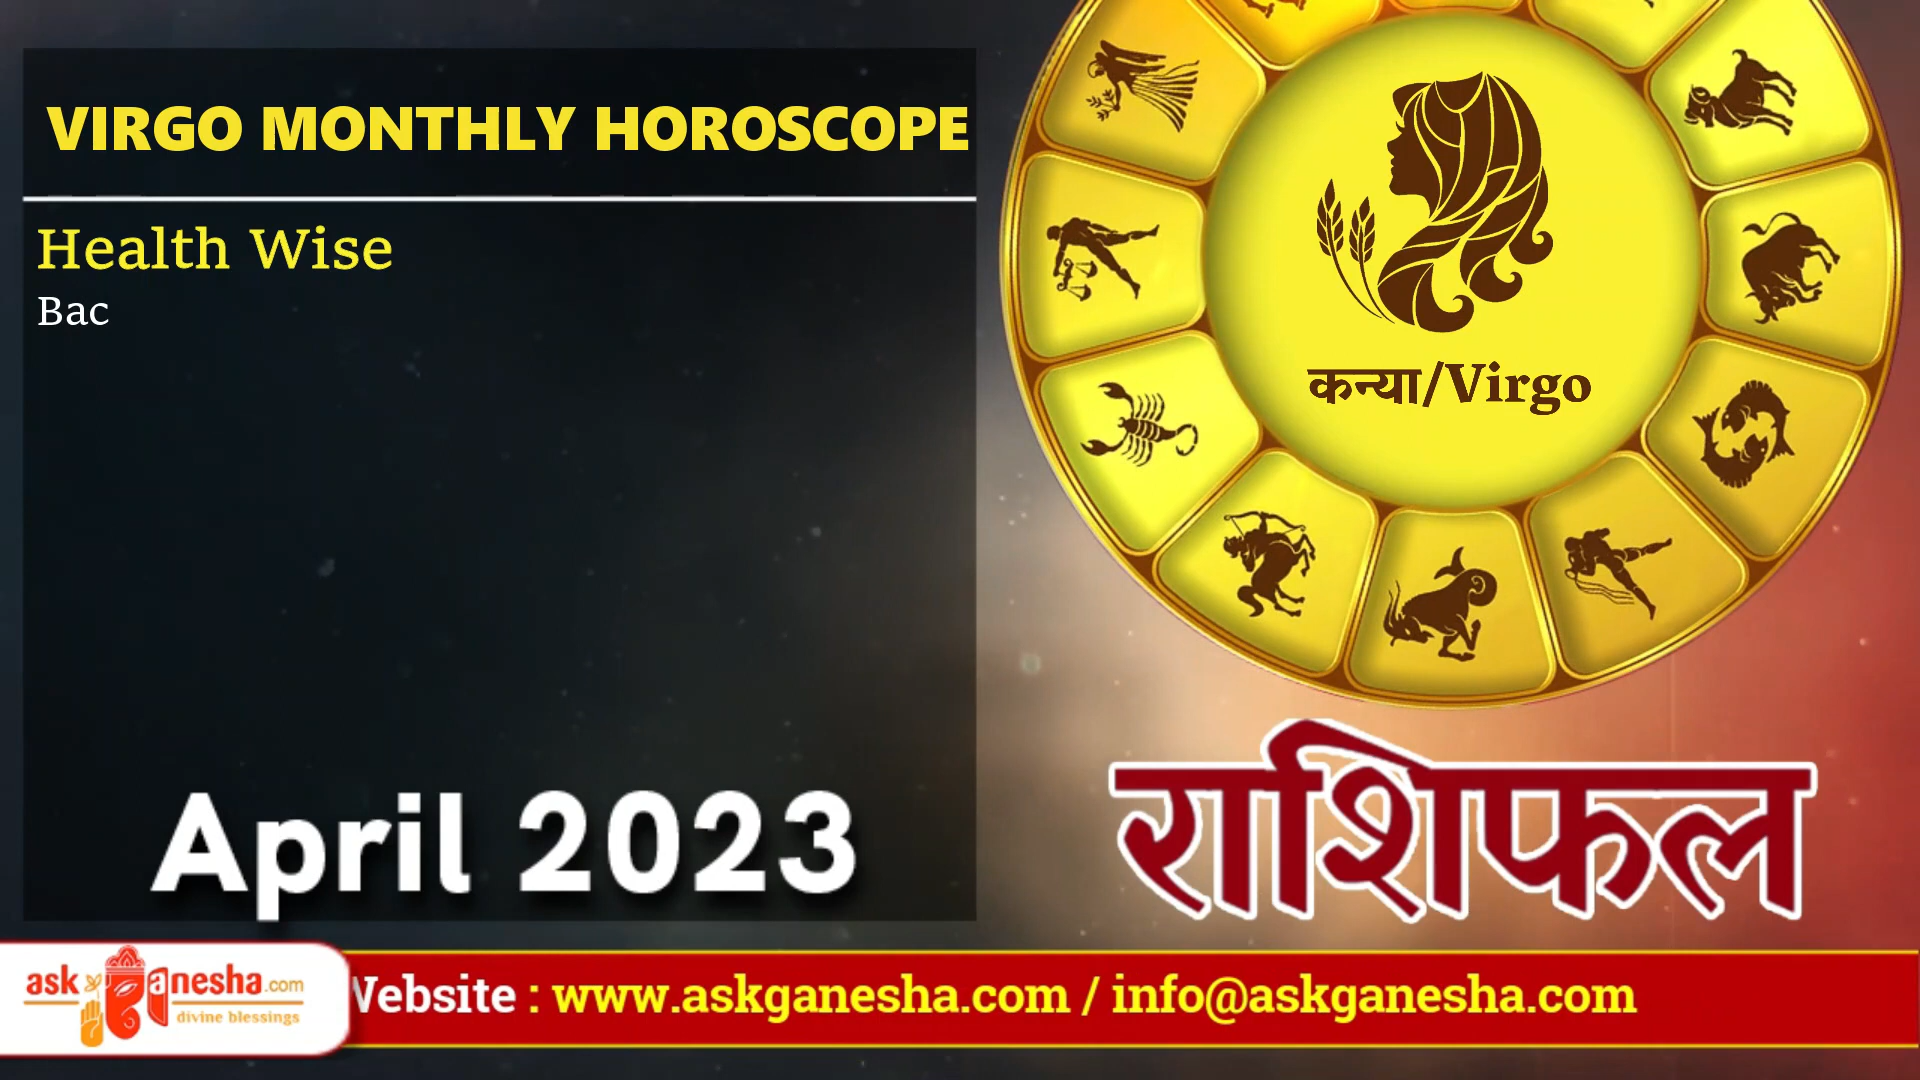 VIRGO MONTHLY HOROSCOPE
Health Wise
Bac
कन्या/Virgo
April 2023
राशिफल
ask ganesha.com
divine blessings
Website : www.askganesha.com / info@askganesha.com